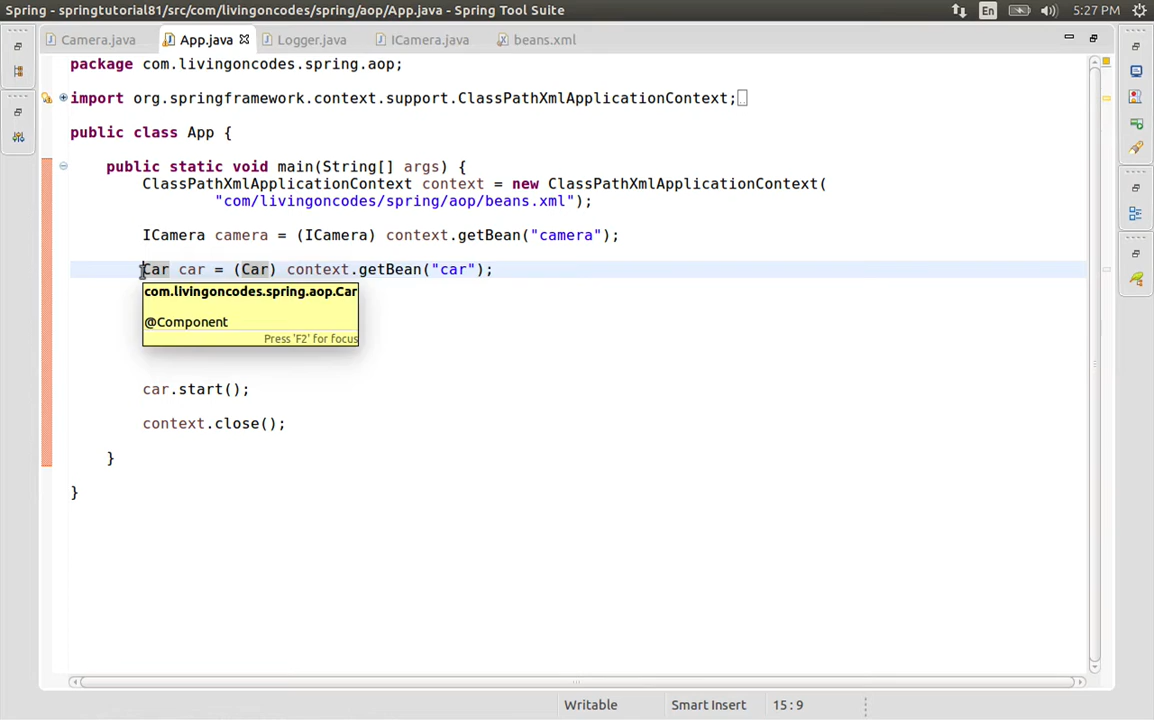 Spring - springtutorial81/src/com/livingoncodes/spring/aop/App.java - Spring Tool Suite
En
5:27 PM
Camera.java
App.java
Logger.java
ICamera.java
beans.xml
package com.livingoncodes.spring.aop;
import org.springframework.context.support.ClassPathXmlApplicationContext;
public class App {
public static void main(String[] args) {
ClassPathXmlApplicationContext context = new ClassPathXmlApplicationContext(
"com/livingoncodes/spring/aop/beans.xml");
ICamera camera = (ICamera) context.getBean("camera");
Car car = (Car) context.getBean("car");
com.livingoncodes.spring.aop.Car
@Component
Press 'F2' for focus
car.start();
context.close();
}
}
Writable
Smart Insert
15 : 9